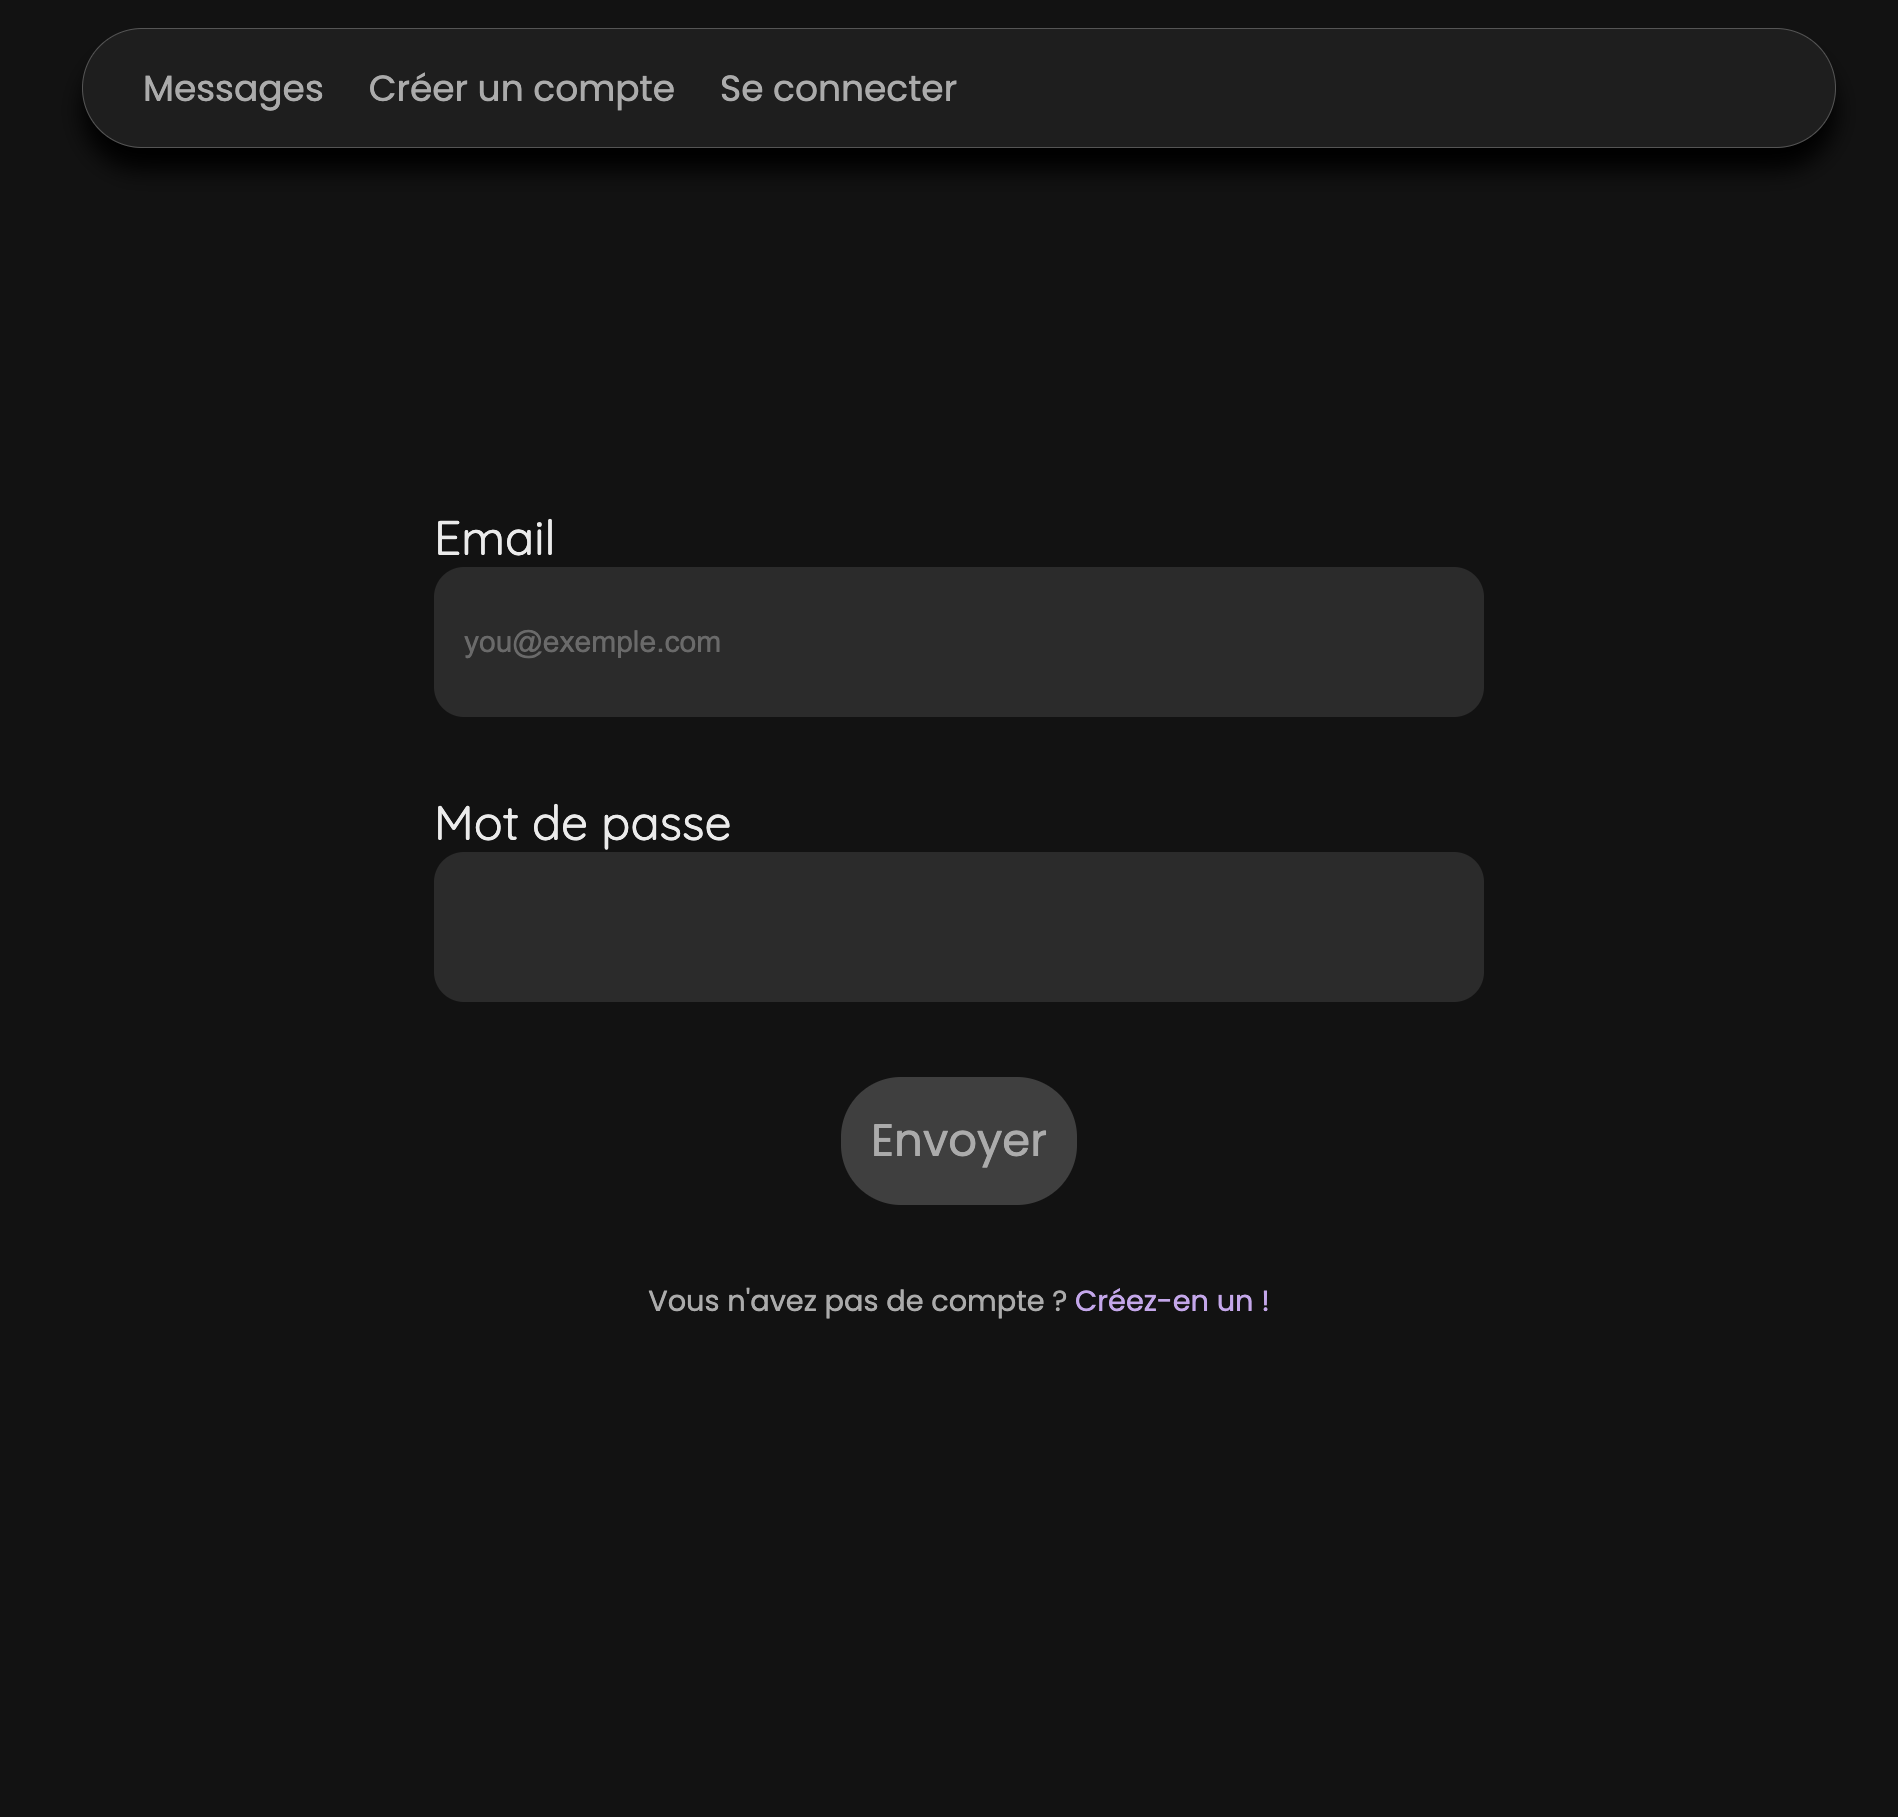 Messages Créer un compte Se connecter
Email
you@exemple.com
Mot de passe
Envoyer
Vous n'avez pas de compte ? Créez-en un !